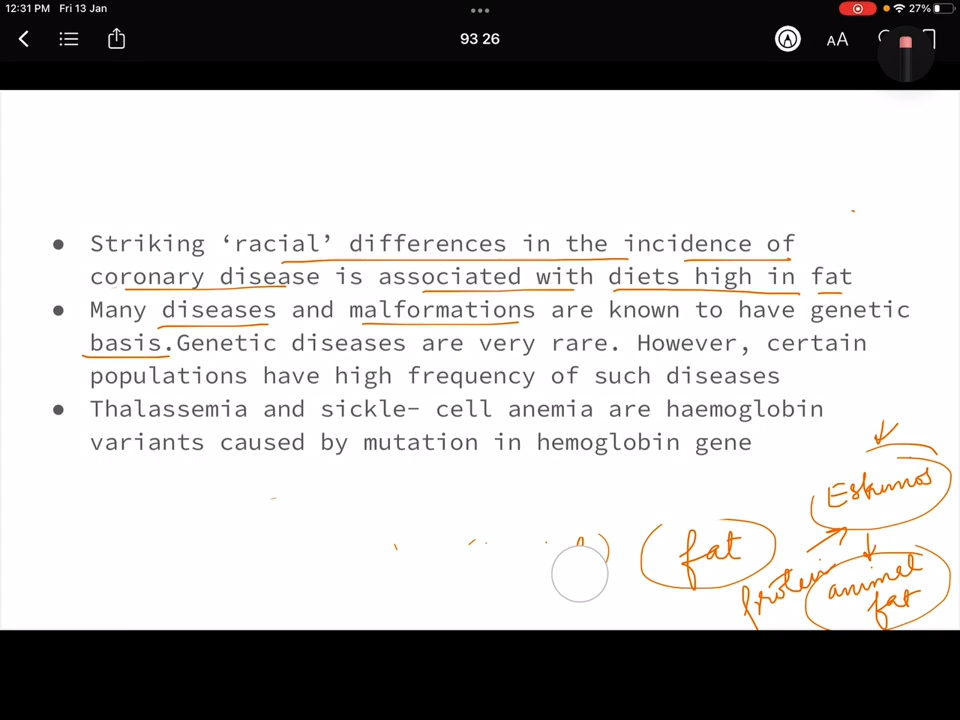 12:31 PM Fri 13 Jan
27%
93 26
AA
● Striking ‘racial’ differences in the incidence of
coronary disease is associated with diets high in fat
● Many diseases and malformations are known to have genetic
basis.Genetic diseases are very rare. However, certain
populations have high frequency of such diseases
● Thalassemia and sickle- cell anemia are haemoglobin
variants caused by mutation in hemoglobin gene
Eskimos
fat
protein
animal
fat